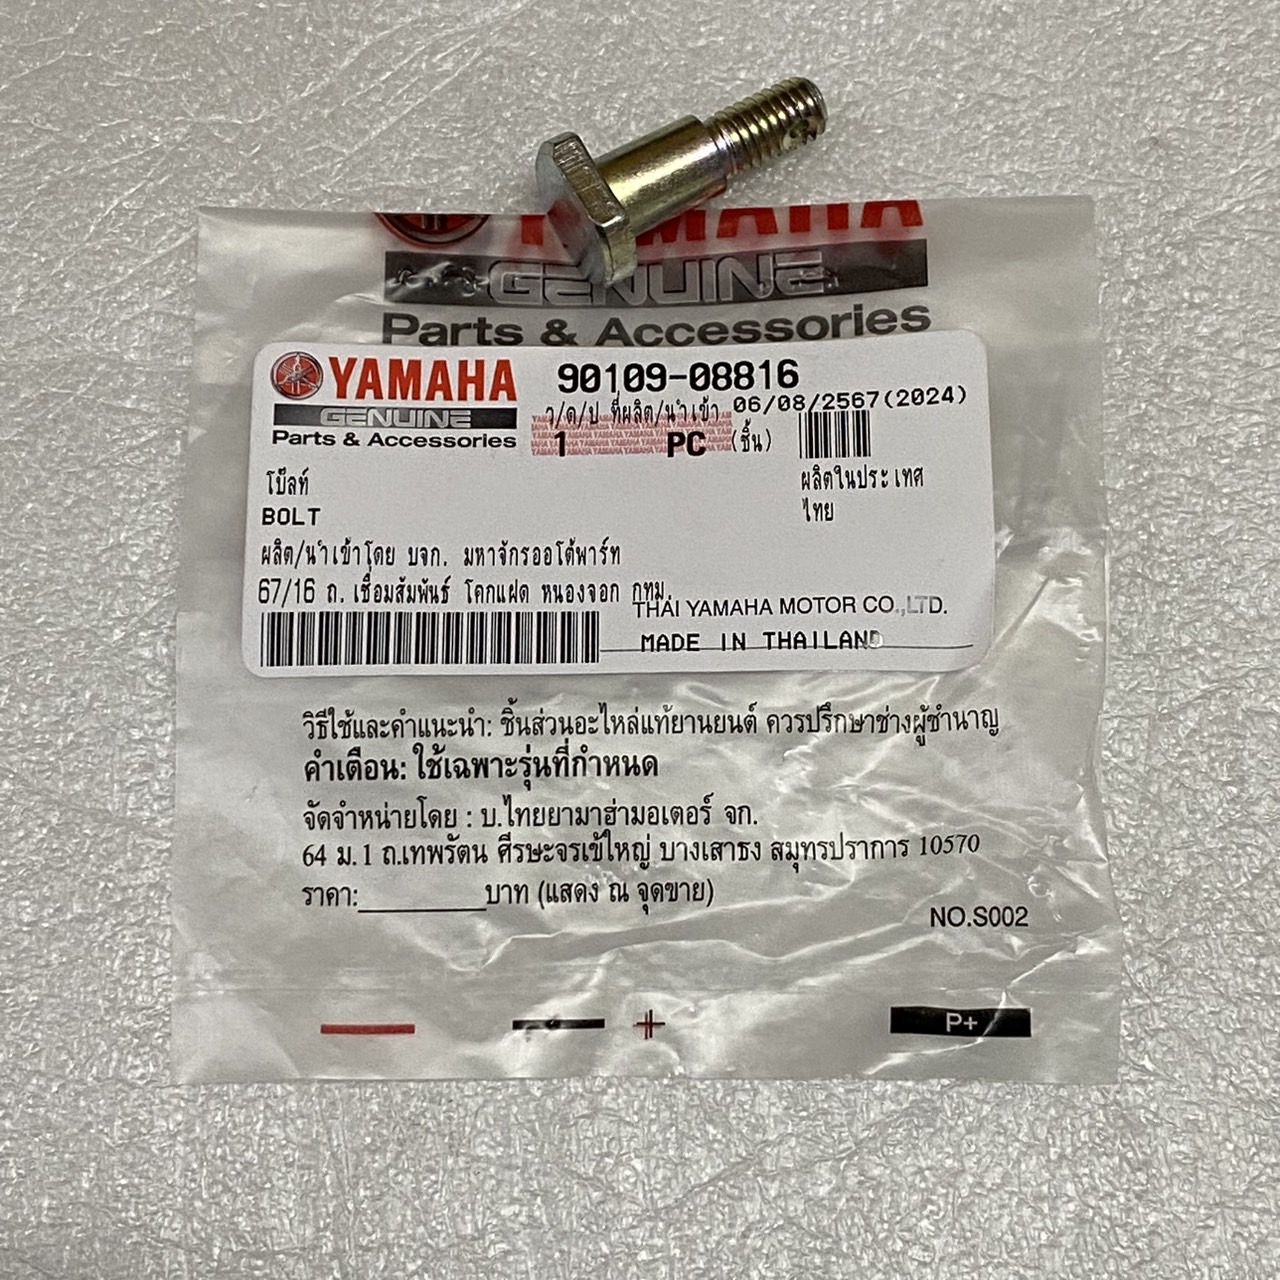 YAMAHA
GENUINE
Parts & Accessories
YAMAHA 90109-08816
GENUINE ว/ด/ป ที่ผลิต/นำเข้า 06/08/2567(2024)
Parts & Accessories 1 PC (ชิ้น)
โบ๊ลท์ ผลิตในประเทศ
BOLT ไทย
ผลิต/นำเข้าโดย บจก. มหาจักรออโต้พาร์ท
67/16 ถ. เชื่อมสัมพันธ์ โคกแฝด หนองจอก กทม.
THAI YAMAHA MOTOR CO.,LTD.
MADE IN THAILAND
วิธีใช้และคำแนะนำ: ชิ้นส่วนอะไหล่แท้ยานยนต์ ควรปรึกษาช่างผู้ชำนาญ
คำเตือน: ใช้เฉพาะรุ่นที่กำหนด
จัดจำหน่ายโดย : บ.ไทยยามาฮ่ามอเตอร์ จก.
64 ม.1 ถ.เทพรัตน ศีรษะจรเข้ใหญ่ บางเสาธง สมุทรปราการ 10570
ราคา:________บาท (แสดง ณ จุดขาย)
NO.S002
P+